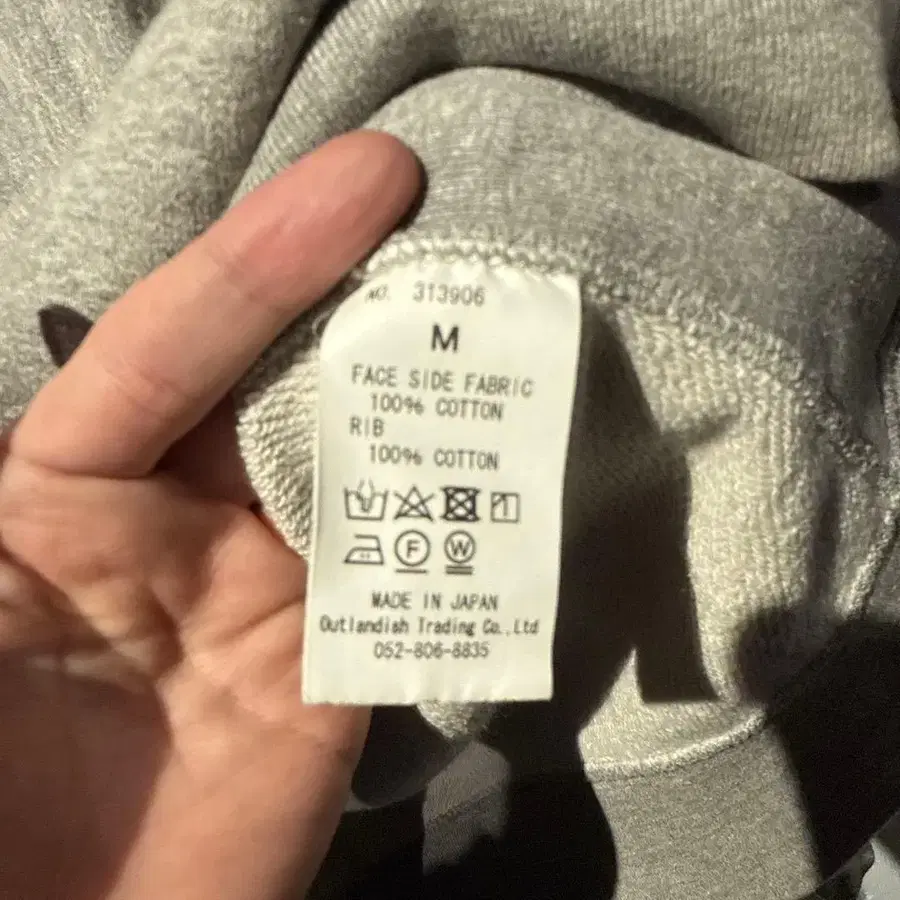 NO. 313906
M
FACE SIDE FABRIC
100% COTTON
RIB
100% COTTON
F W
MADE IN JAPAN
Outlandish Trading Co.,Ltd
052-806-8835